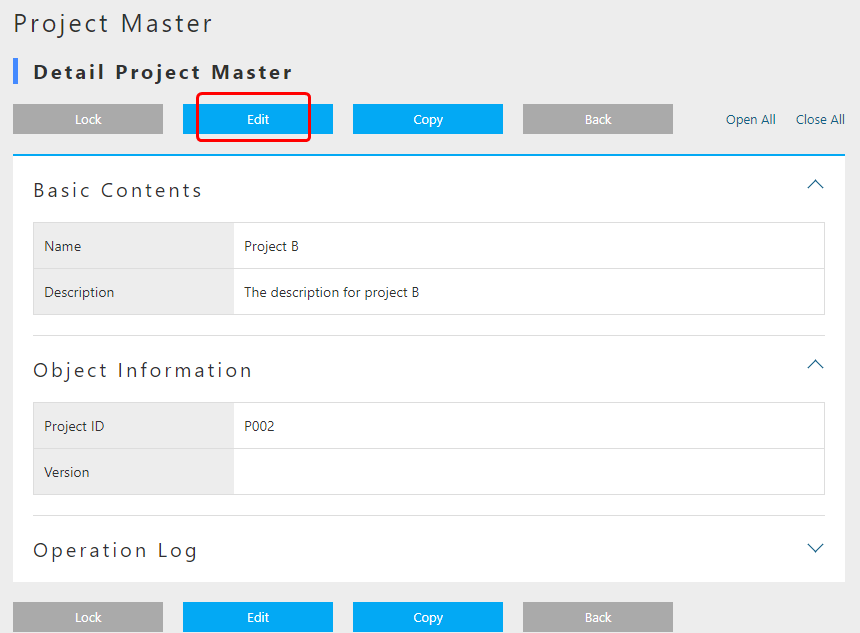 Project Master
Detail Project Master
Lock Edit Copy Back Open All Close All
Basic Contents
Name Project B
Description The description for project B
Object Information
Project ID P002
Version
Operation Log
Lock Edit Copy Back